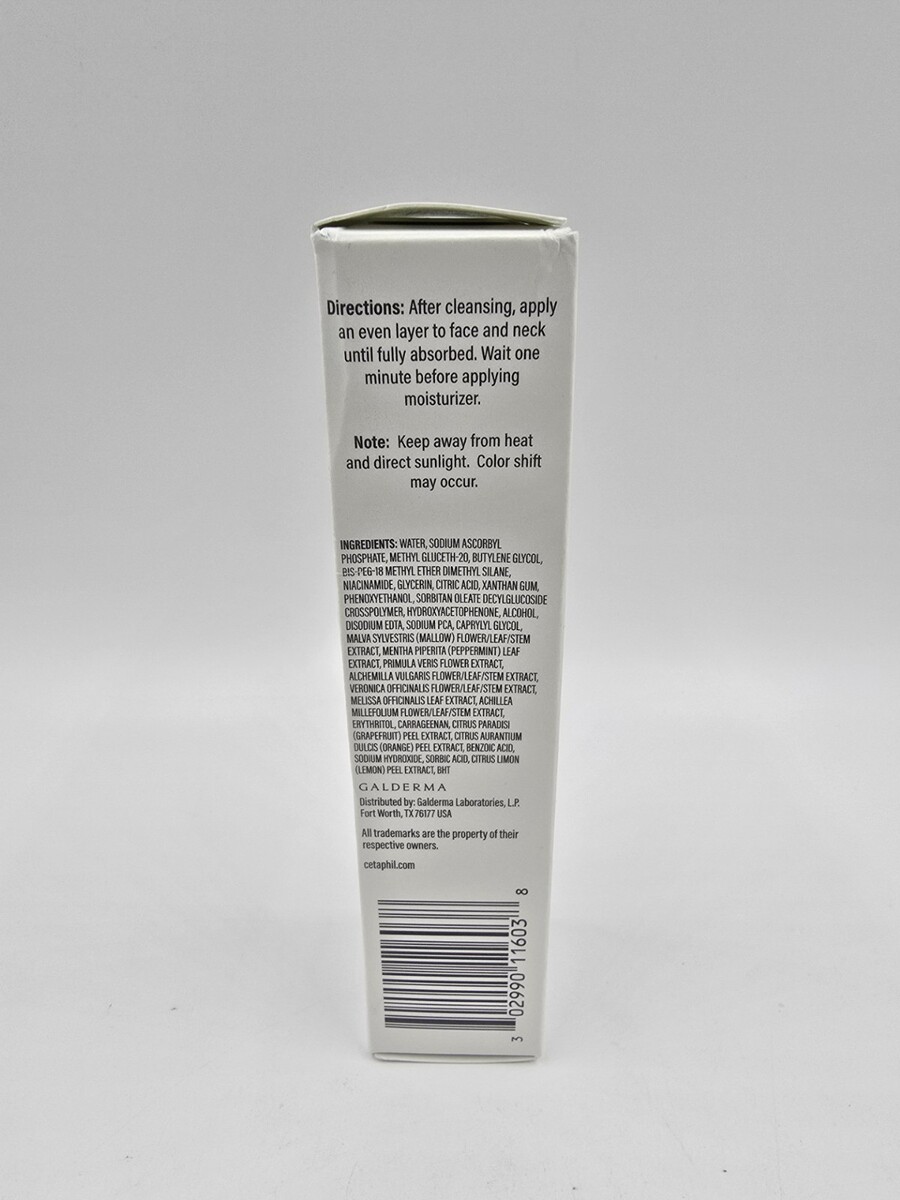 Directions: After cleansing, apply
an even layer to face and neck
until fully absorbed. Wait one
minute before applying
moisturizer.
Note: Keep away from heat
and direct sunlight. Color shift
may occur.
INGREDIENTS: WATER, SODIUM ASCORBYL
PHOSPHATE, METHYL GLUCETH-20, BUTYLENE GLYCOL,
BIS-PEG-18 METHYL ETHER DIMETHYL SILANE,
NIACINAMIDE, GLYCERIN, CITRIC ACID, XANTHAN GUM,
PHENOXYETHANOL, SORBITAN OLEATE DECYLGLUCOSIDE
CROSSPOLYMER, HYDROXYACETOPHENONE, ALCOHOL,
DISODIUM EDTA, SODIUM PCA, CAPRYLYL GLYCOL,
MALVA SYLVESTRIS (MALLOW) FLOWER/LEAF/STEM
EXTRACT, MENTHA PIPERITA (PEPPERMINT) LEAF
EXTRACT, PRIMULA VERIS FLOWER EXTRACT,
ALCHEMILLA VULGARIS FLOWER/LEAF/STEM EXTRACT,
VERONICA OFFICINALIS FLOWER/LEAF/STEM EXTRACT,
MELISSA OFFICINALIS LEAF EXTRACT, ACHILLEA
MILLEFOLIUM FLOWER/LEAF/STEM EXTRACT,
ERYTHRITOL, CARRAGEENAN, CITRUS PARADISI
(GRAPEFRUIT) PEEL EXTRACT, CITRUS AURANTIUM
DULCIS (ORANGE) PEEL EXTRACT, BENZOIC ACID,
SODIUM HYDROXIDE, SORBIC ACID, CITRUS LIMON
(LEMON) PEEL EXTRACT, BHT
GALDERMA
Distributed by: Galderma Laboratories, L.P.
Fort Worth, TX 76177 USA
All trademarks are the property of their
respective owners.
cetaphil.com
3 02990 11603 8